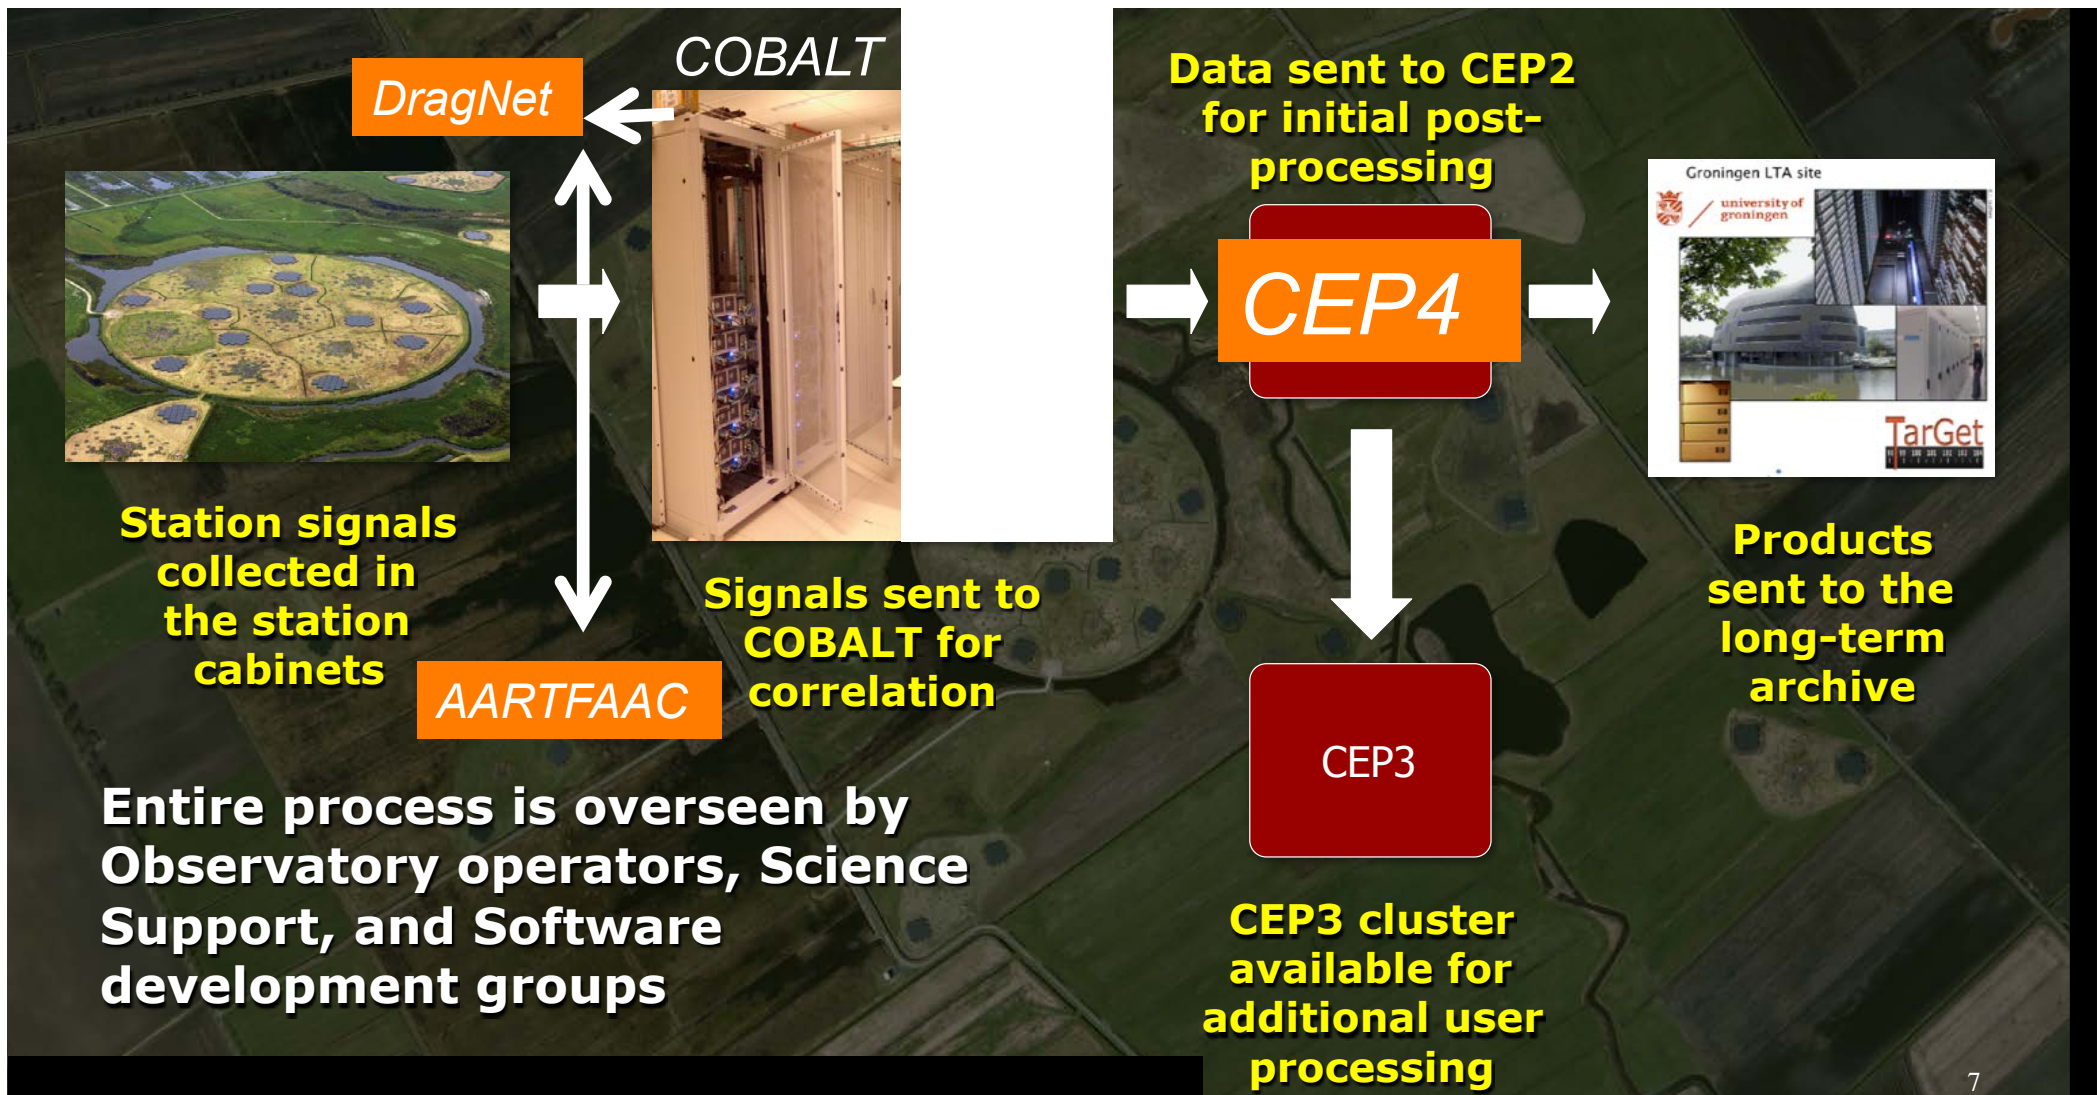 COBALT
DragNet
Station signals
collected in
the station
cabinets
AARTFAAC
Signals sent to
COBALT for
correlation
Data sent to CEP2
for initial post-
processing
CEP4
CEP3
CEP3 cluster
available for
additional user
processing
Groningen LTA site
university of
groningen
TarGet
Products
sent to the
long-term
archive
Entire process is overseen by
Observatory operators, Science
Support, and Software
development groups
7